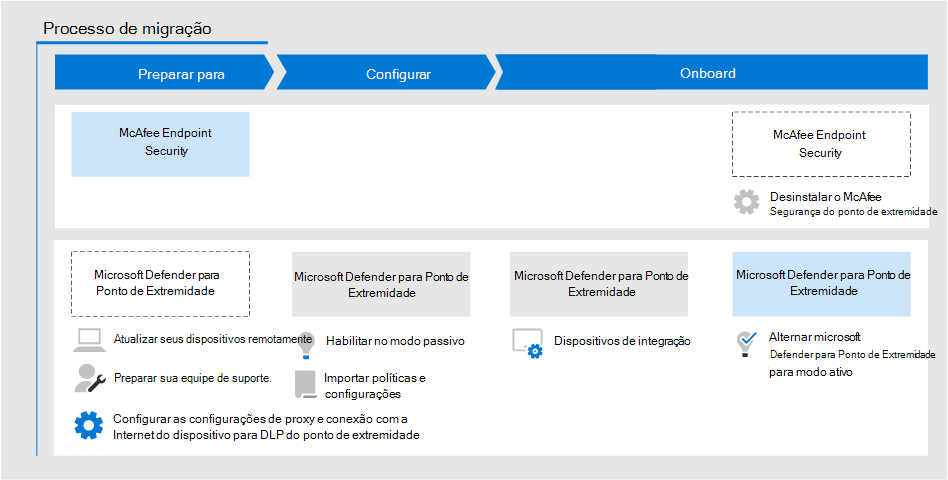 Processo de migração
Preparar para
Configurar
Onboard
McAfee Endpoint
Security
McAfee Endpoint
Security
Desinstalar o McAfee
Segurança do ponto de extremidade
Microsoft Defender para
Ponto de Extremidade
Microsoft Defender para Ponto de
Extremidade
Microsoft Defender para Ponto de
Extremidade
Microsoft Defender para Ponto de
Extremidade
Atualizar seus dispositivos remotamente
Habilitar no modo passivo
Dispositivos de integração
Alternar microsoft
Defender para Ponto de Extremidade
para modo ativo
Preparar sua equipe de suporte.
Importar políticas e
configurações
Configurar as configurações de proxy e conexão com a
Internet do dispositivo para DLP do ponto de extremidade